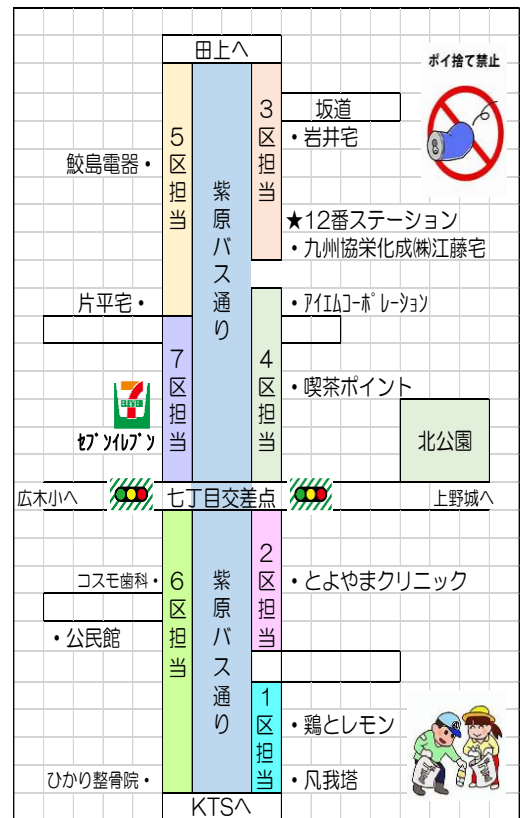 田上へ
ポイ捨て禁止
3区担当
坂道
・岩井宅
5区担当
鮫島電器・
紫原バス通り
★12番ステーション
・九州協栄化成㈱江藤宅
片平宅・
・アイエムコーポレーション
7区担当
4区担当
・喫茶ポイント
7
ELEVEN
セブンイレブン
北公園
広木小へ
七丁目交差点
上野城へ
コスモ歯科・
6区担当
紫原バス通り
2区担当
・とよやまクリニック
・公民館
1区担当
・鶏とレモン
ひかり整骨院・
・凡我塔
KTSへ